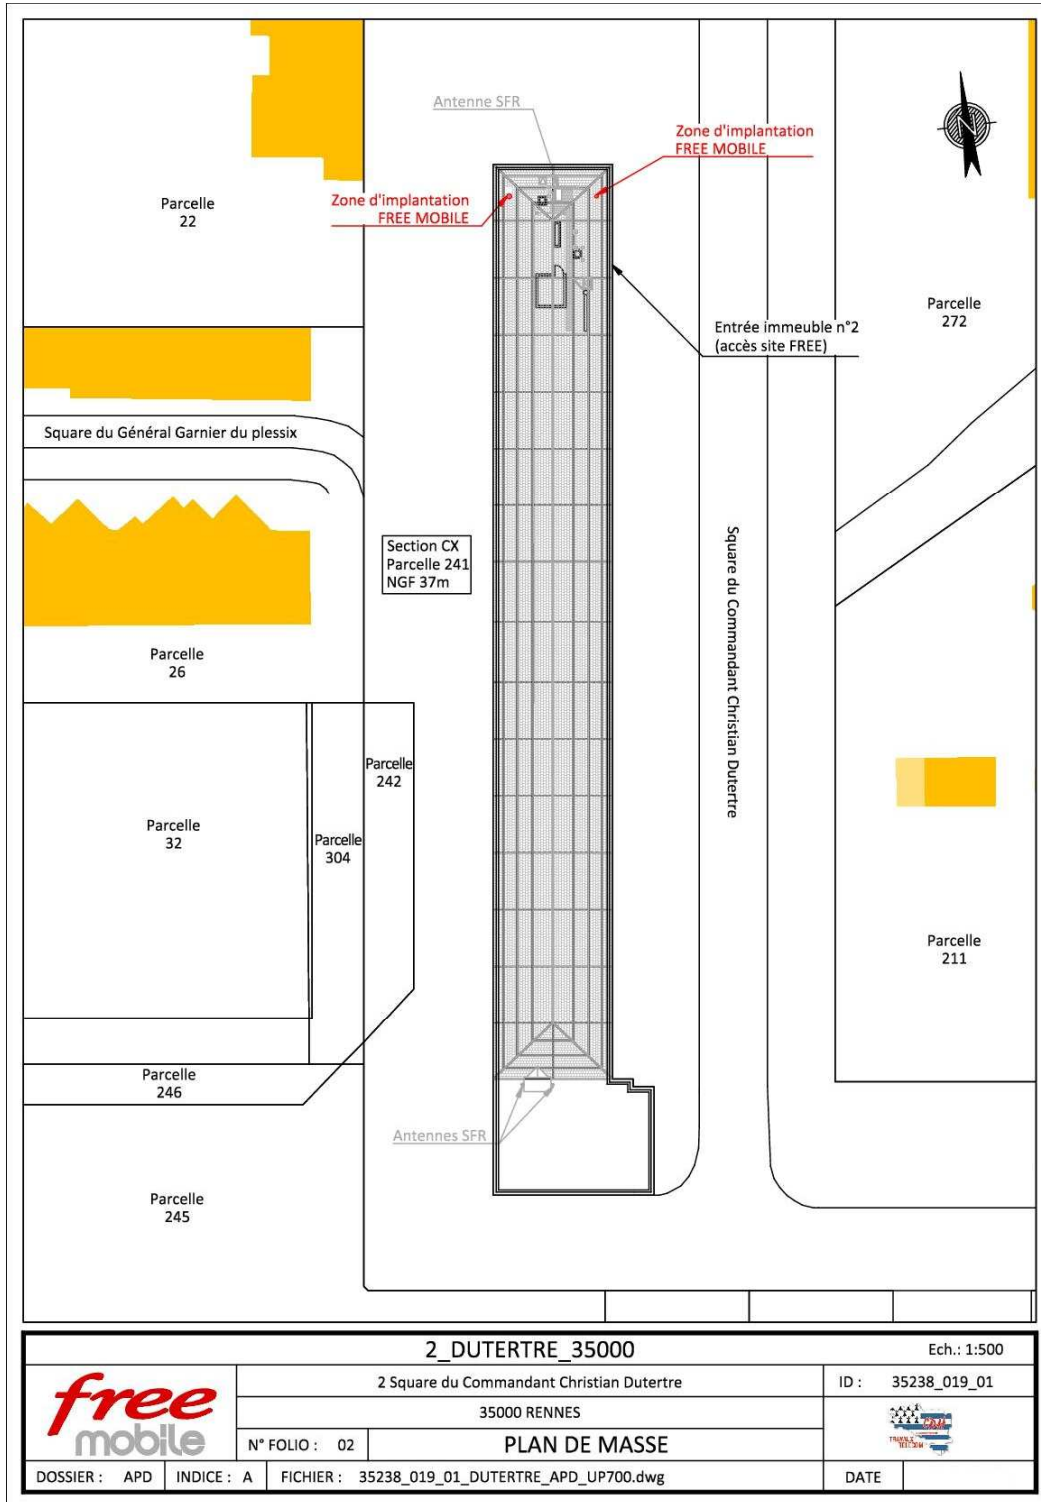 Antenne SFR
Zone d'implantation
FREE MOBILE
N
Zone d'implantation
FREE MOBILE
Parcelle
22
Parcelle
272
Entrée immeuble n°2
(accès site FREE)
Square du Général Garnier du plessix
Section CX
Parcelle 241
NGF 37m
Square du Commandant Christian Dutertre
Parcelle
26
Parcelle
242
Parcelle
32
Parcelle
304
Parcelle
211
Parcelle
246
Antennes SFR
Parcelle
245
2_DUTERTRE_35000
Ech.: 1:500
free
mobile
2 Square du Commandant Christian Dutertre
ID : 35238_019_01
35000 RENNES
N° FOLIO : 02
PLAN DE MASSE
TRAVAUX
TELECOM
DOSSIER : APD
INDICE : A
FICHIER : 35238_019_01_DUTERTRE_APD_UP700.dwg
DATE